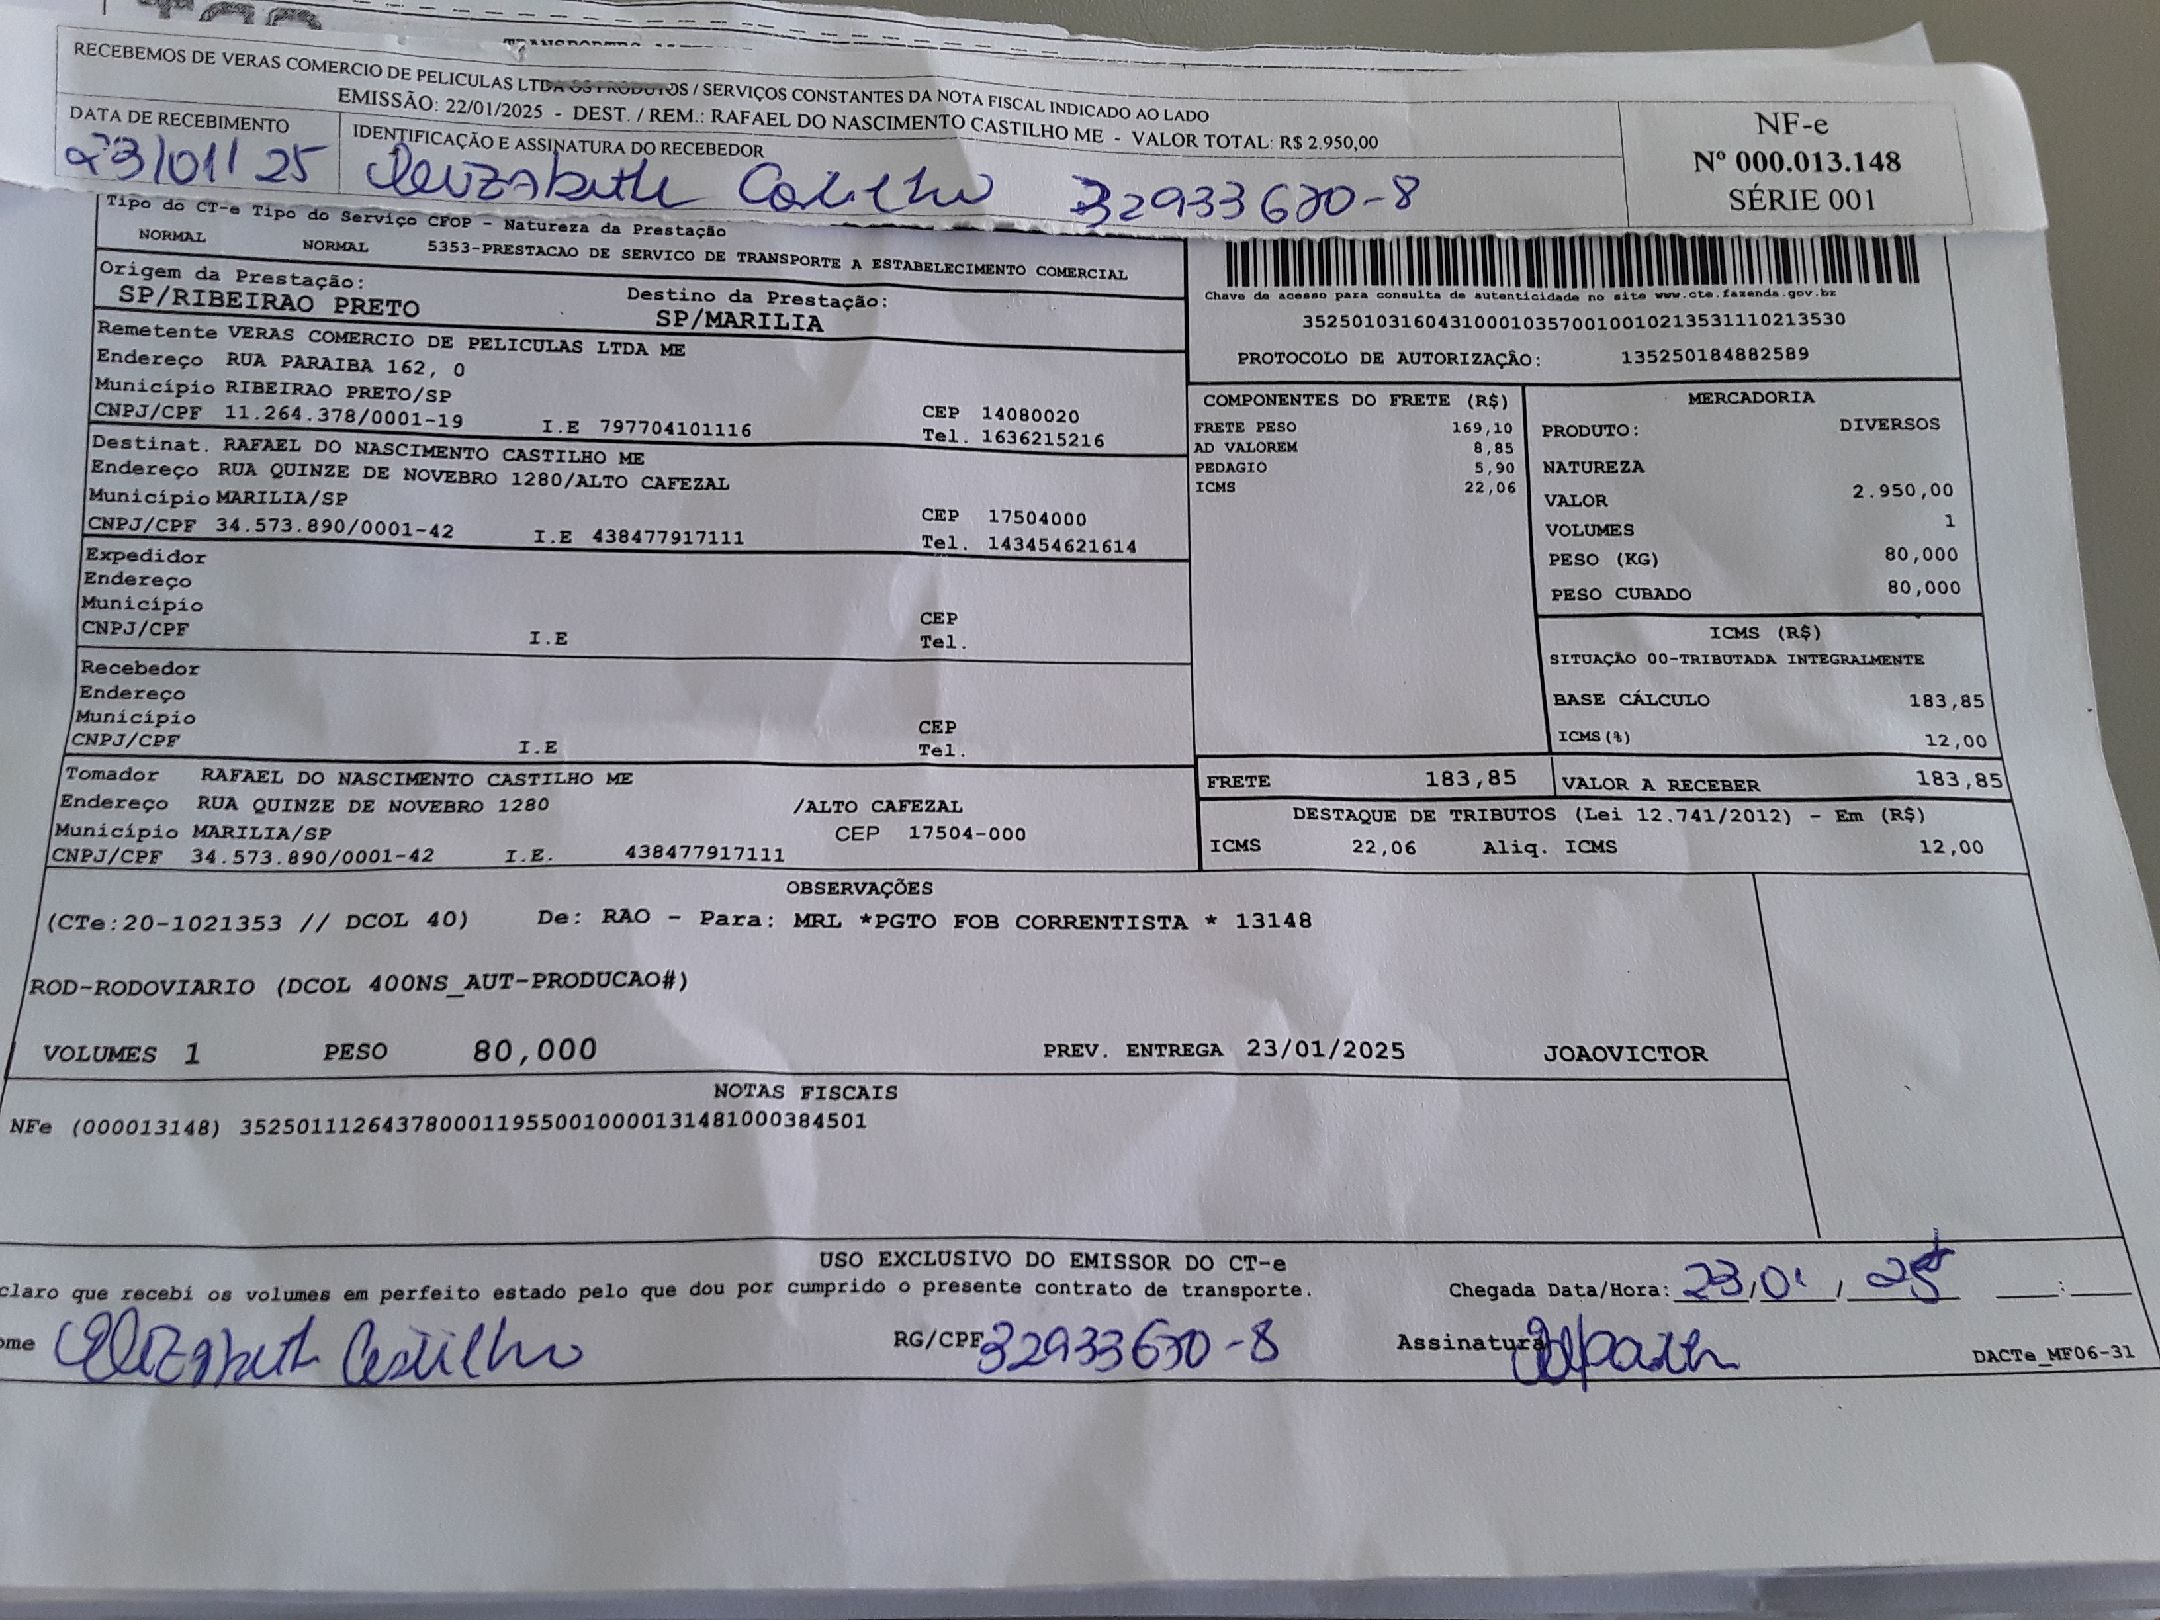 RECEBEMOS DE VERAS COMERCIO DE PELICULAS LTDA OS PRODUTOS / SERVIÇOS CONSTANTES DA NOTA FISCAL INDICADO AO LADO
EMISSÃO: 22/01/2025 - DEST. / REM.: RAFAEL DO NASCIMENTO CASTILHO ME - VALOR TOTAL: R$ 2.950,00
DATA DE RECEBIMENTO
IDENTIFICAÇÃO E ASSINATURA DO RECEBEDOR
23/01/25 Elizabeth Castilho 32933670-8
NF-e
Nº 000.013.148
SÉRIE 001
Tipo do CT-e Tipo do Serviço CFOP - Natureza da Prestação
NORMAL NORMAL 5353-PRESTACAO DE SERVICO DE TRANSPORTE A ESTABELECIMENTO COMERCIAL
Origem da Prestação: Destino da Prestação:
SP/RIBEIRAO PRETO SP/MARILIA
Chave de acesso para consulta de autenticidade no site www.cte.fazenda.gov.br
35250103160431000103570010010213531110213530
PROTOCOLO DE AUTORIZAÇÃO: 135250184882589
Remetente VERAS COMERCIO DE PELICULAS LTDA ME
Endereço RUA PARAIBA 162, 0
Município RIBEIRAO PRETO/SP CEP 14080020
CNPJ/CPF 11.264.378/0001-19 I.E 797704101116 Tel. 1636215216
Destinat. RAFAEL DO NASCIMENTO CASTILHO ME
Endereço RUA QUINZE DE NOVEBRO 1280/ALTO CAFEZAL
Município MARILIA/SP CEP 17504000
CNPJ/CPF 34.573.890/0001-42 I.E 438477917111 Tel. 143454621614
Expedidor
Endereço
Município CEP
CNPJ/CPF I.E Tel.
Recebedor
Endereço
Município CEP
CNPJ/CPF I.E Tel.
Tomador RAFAEL DO NASCIMENTO CASTILHO ME
Endereço RUA QUINZE DE NOVEBRO 1280 /ALTO CAFEZAL
Município MARILIA/SP CEP 17504-000
CNPJ/CPF 34.573.890/0001-42 I.E. 438477917111
COMPONENTES DO FRETE (R$)
FRETE PESO 169,10
AD VALOREM 8,85
PEDAGIO 5,90
ICMS 22,06
MERCADORIA
PRODUTO: DIVERSOS
NATUREZA
VALOR 2.950,00
VOLUMES 1
PESO (KG) 80,000
PESO CUBADO 80,000
ICMS (R$)
SITUAÇÃO 00-TRIBUTADA INTEGRALMENTE
BASE CÁLCULO 183,85
ICMS(%) 12,00
FRETE 183,85 VALOR A RECEBER 183,85
DESTAQUE DE TRIBUTOS (Lei 12.741/2012) - Em (R$)
ICMS 22,06 Aliq. ICMS 12,00
OBSERVAÇÕES
(CTe:20-1021353 // DCOL 40) De: RAO - Para: MRL *PGTO FOB CORRENTISTA * 13148
ROD-RODOVIARIO (DCOL 400NS_AUT-PRODUCAO#)
VOLUMES 1 PESO 80,000 PREV. ENTREGA 23/01/2025 JOAOVICTOR
NOTAS FISCAIS
NFe (000013148) 35250111264378000119550010000131481000384501
USO EXCLUSIVO DO EMISSOR DO CT-e
claro que recebi os volumes em perfeito estado pelo que dou por cumprido o presente contrato de transporte. Chegada Data/Hora: 23/01/25 :
ome Elizabeth Castilho RG/CPF 32933670-8 Assinatura
DACTe_MF06-31